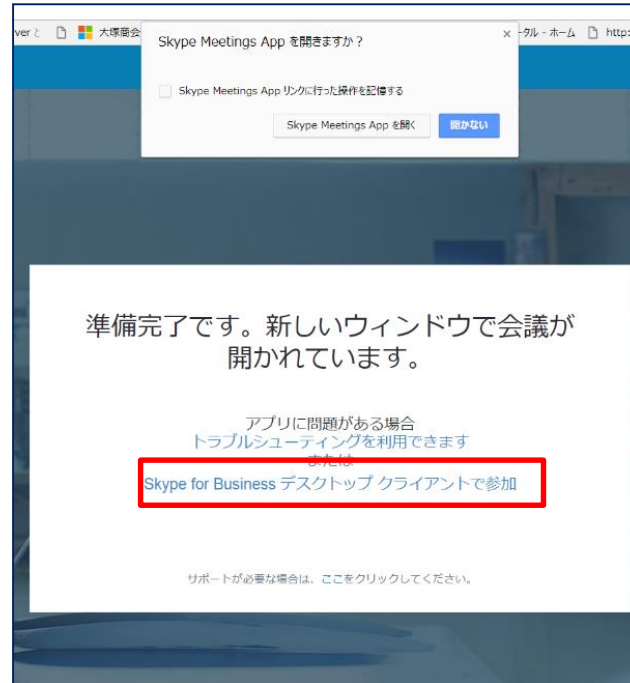 ver と 大塚商会
タル - ホーム http:
Skype Meetings App を開きますか？ ×
Skype Meetings App リンクに行った操作を記憶する
Skype Meetings App を開く 開かない
準備完了です。新しいウィンドウで会議が
開かれています。
アプリに問題がある場合
トラブルシューティングを利用できます
または
Skype for Business デスクトップ クライアントで参加
サポートが必要な場合は、ここをクリックしてください。